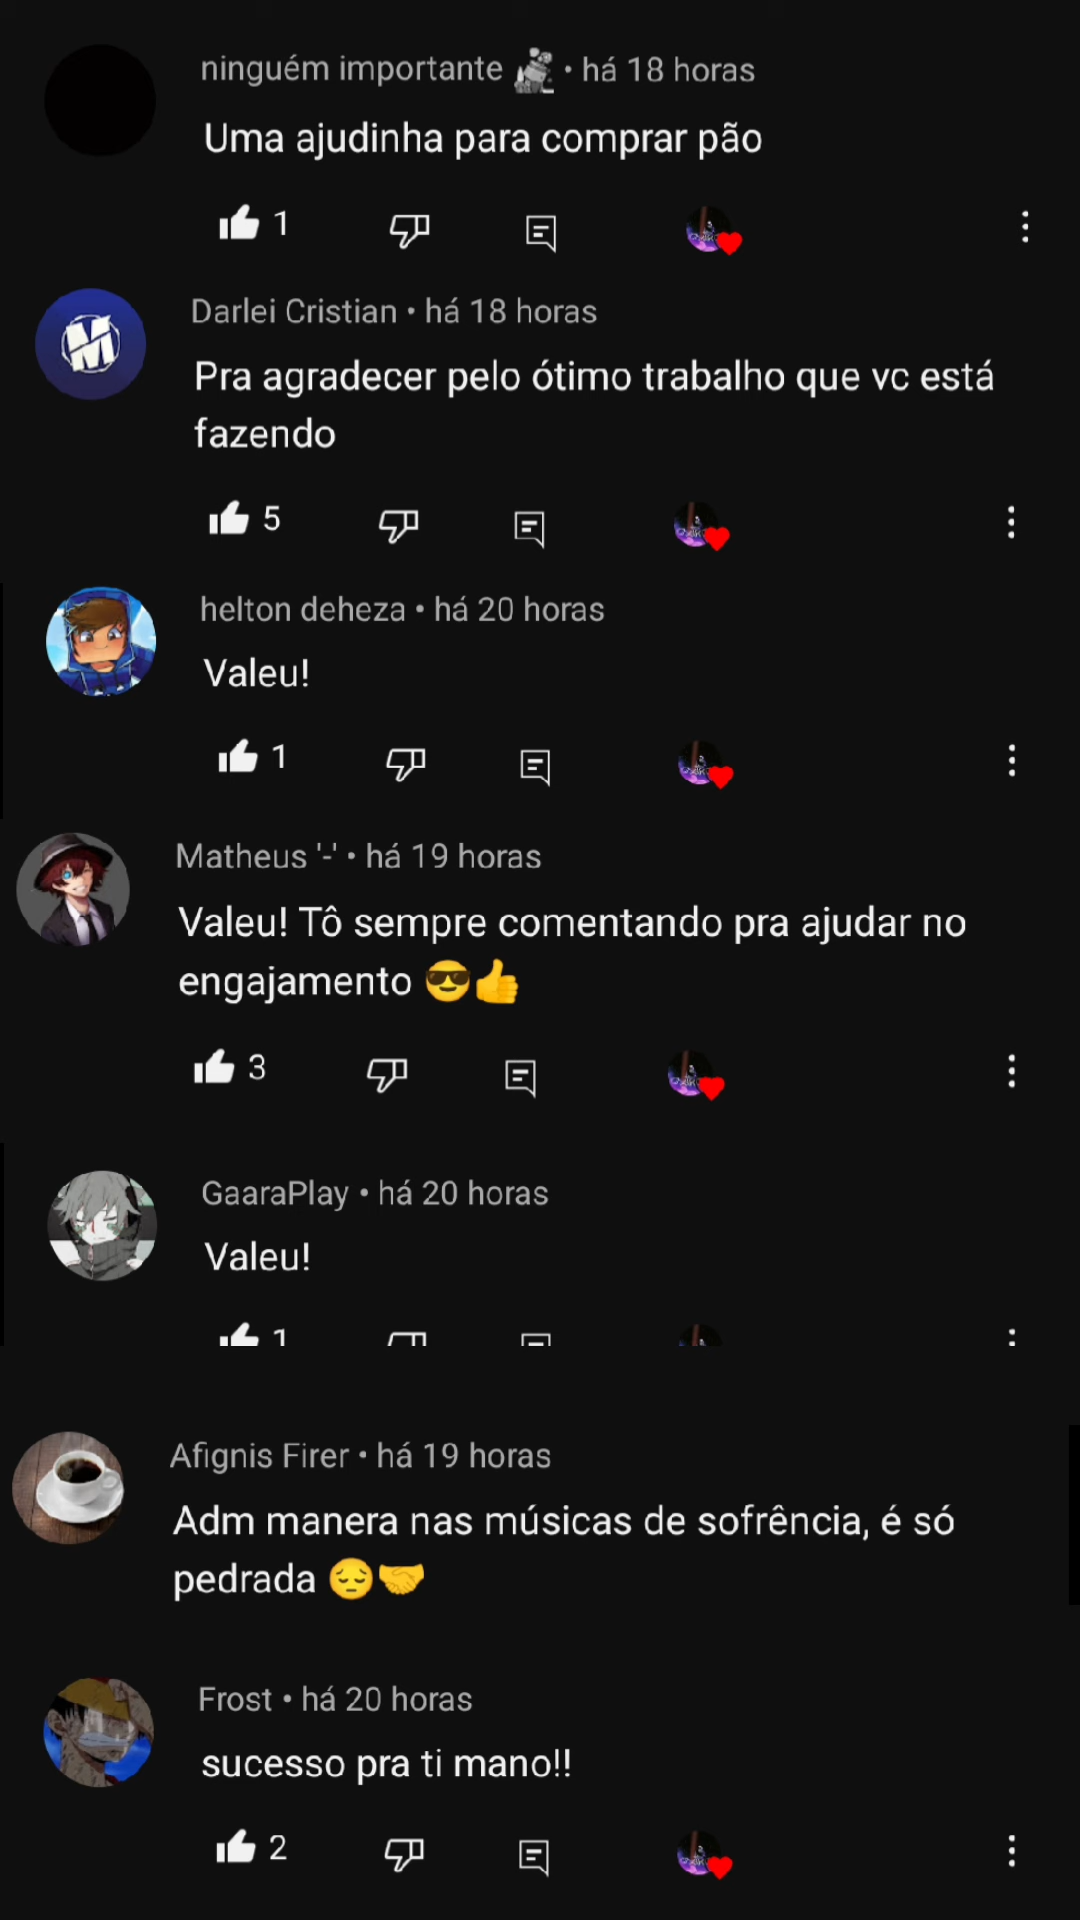 ninguém importante • há 18 horas
Uma ajudinha para comprar pão
1
Darlei Cristian • há 18 horas
Pra agradecer pelo ótimo trabalho que vc está
fazendo
5
helton deheza • há 20 horas
Valeu!
1
Matheus '-' • há 19 horas
Valeu! Tô sempre comentando pra ajudar no
engajamento 😎👍
3
GaaraPlay • há 20 horas
Valeu!
1
Afignis Firer • há 19 horas
Adm manera nas músicas de sofrência, é só
pedrada 😔🤝
Frost • há 20 horas
sucesso pra ti mano!!
2